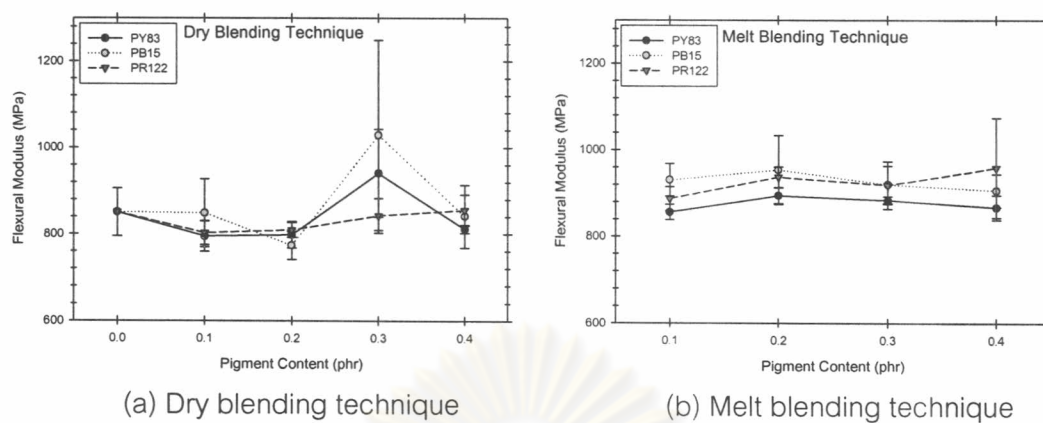 Dry Blending Technique
PY83
PB15
PR122
Flexural Modulus (MPa)
1200
1000
800
600
0.0 0.1 0.2 0.3 0.4
Pigment Content (phr)
(a) Dry blending technique
Melt Blending Technique
PY83
PB15
PR122
Flexural Modulus (MPa)
1200
1000
800
600
0.1 0.2 0.3 0.4
Pigment Content (phr)
(b) Melt blending technique